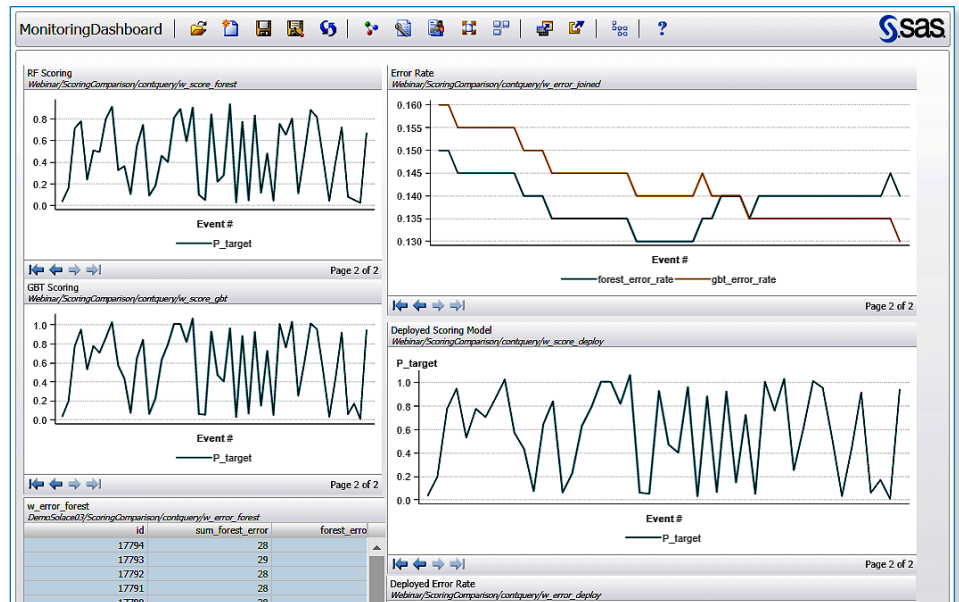 MonitoringDashboard
?
sas
RF Scoring
Webinar/ScoringComparison/contquery/w_score_forest
0.8
0.6
0.4
0.2
0.0
Event #
P_target
Page 2 of 2
GBT Scoring
Webinar/ScoringComparison/contquery/w_score_gbt
1.0
0.8
0.6
0.4
0.2
0.0
Event #
P_target
Page 2 of 2
w_error_forest
DemoSolace03/ScoringComparison/contquery/w_error_forest
id sum_forest_error forest_erro
17794 28
17793 29
17792 28
17791 28
Error Rate
Webinar/ScoringComparison/contquery/w_error_joined
0.160
0.155
0.150
0.145
0.140
0.135
0.130
Event #
forest_error_rate gbt_error_rate
Page 2 of 2
Deployed Scoring Model
Webinar/ScoringComparison/contquery/w_score_deploy
P_target
1.0
0.8
0.6
0.4
0.2
0.0
Event #
P_target
Page 2 of 2
Deployed Error Rate
Webinar/ScoringComparison/contquery/w_error_deploy